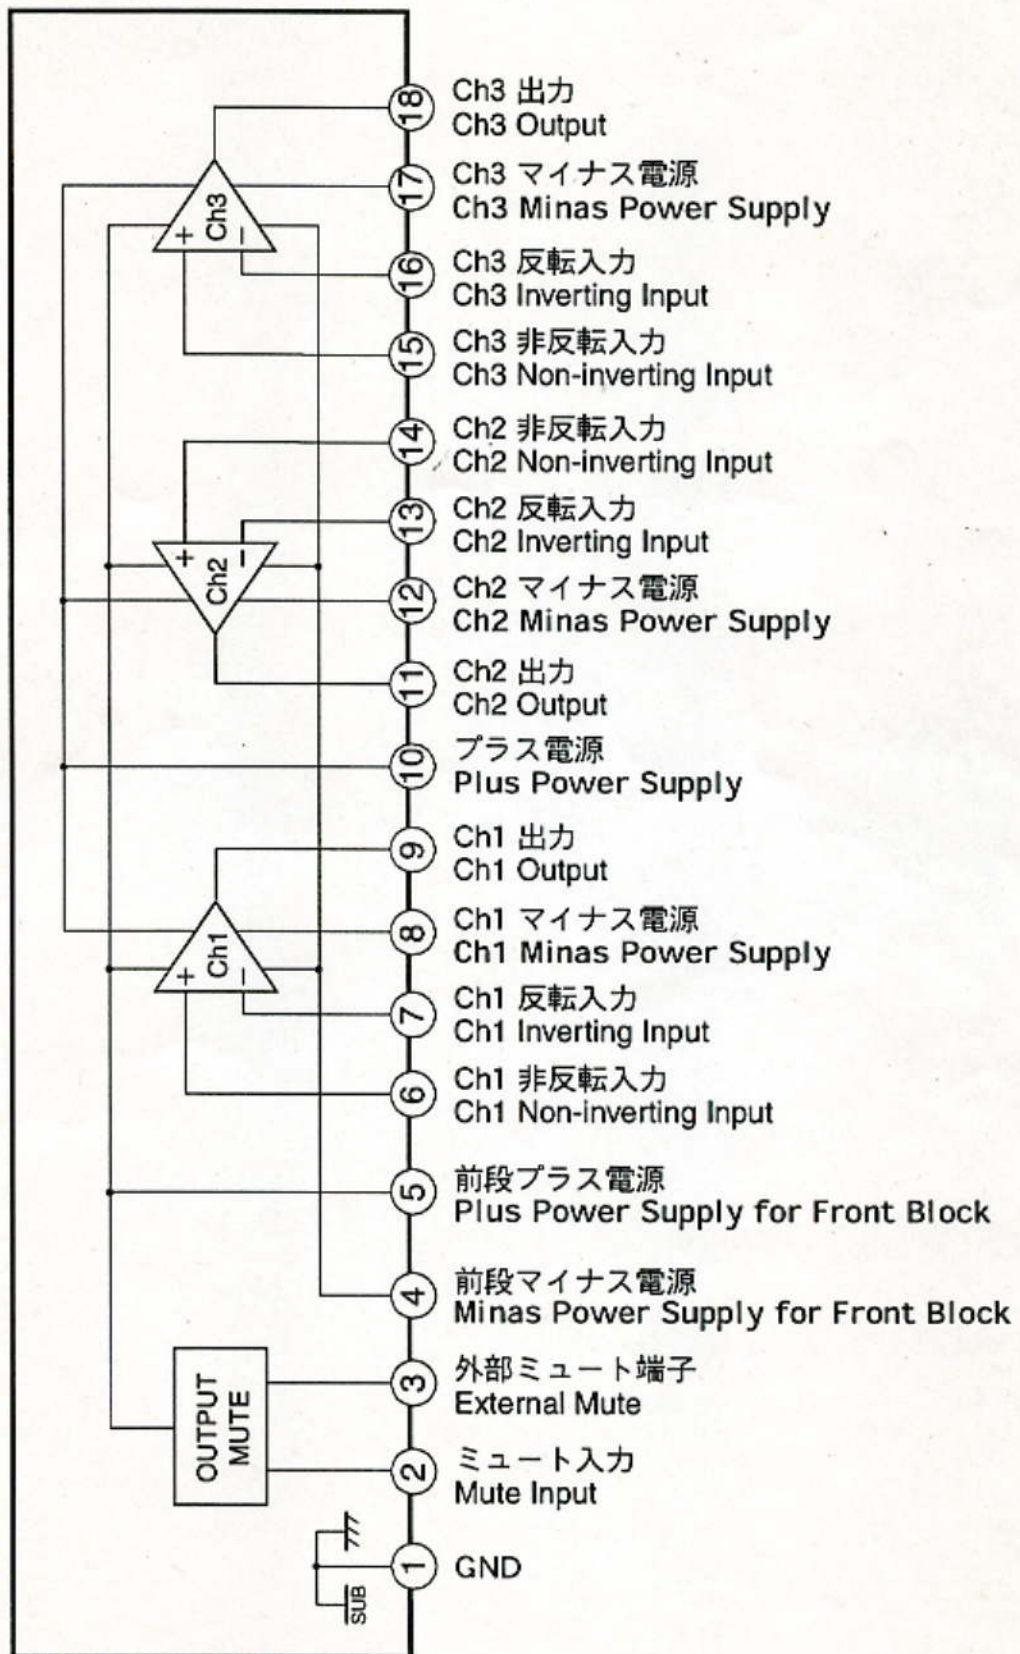 18
Ch3 出力
Ch3 Output
17
Ch3 マイナス電源
Ch3 Minas Power Supply
Ch3
+
−
16
Ch3 反転入力
Ch3 Inverting Input
15
Ch3 非反転入力
Ch3 Non-inverting Input
14
Ch2 非反転入力
Ch2 Non-inverting Input
13
Ch2 反転入力
Ch2 Inverting Input
+
−
Ch2
12
Ch2 マイナス電源
Ch2 Minas Power Supply
11
Ch2 出力
Ch2 Output
10
プラス電源
Plus Power Supply
9
Ch1 出力
Ch1 Output
8
Ch1 マイナス電源
Ch1 Minas Power Supply
Ch1
+
−
7
Ch1 反転入力
Ch1 Inverting Input
6
Ch1 非反転入力
Ch1 Non-inverting Input
5
前段プラス電源
Plus Power Supply for Front Block
4
前段マイナス電源
Minas Power Supply for Front Block
OUTPUT
MUTE
3
外部ミュート端子
External Mute
2
ミュート入力
Mute Input
1
GND
SUB